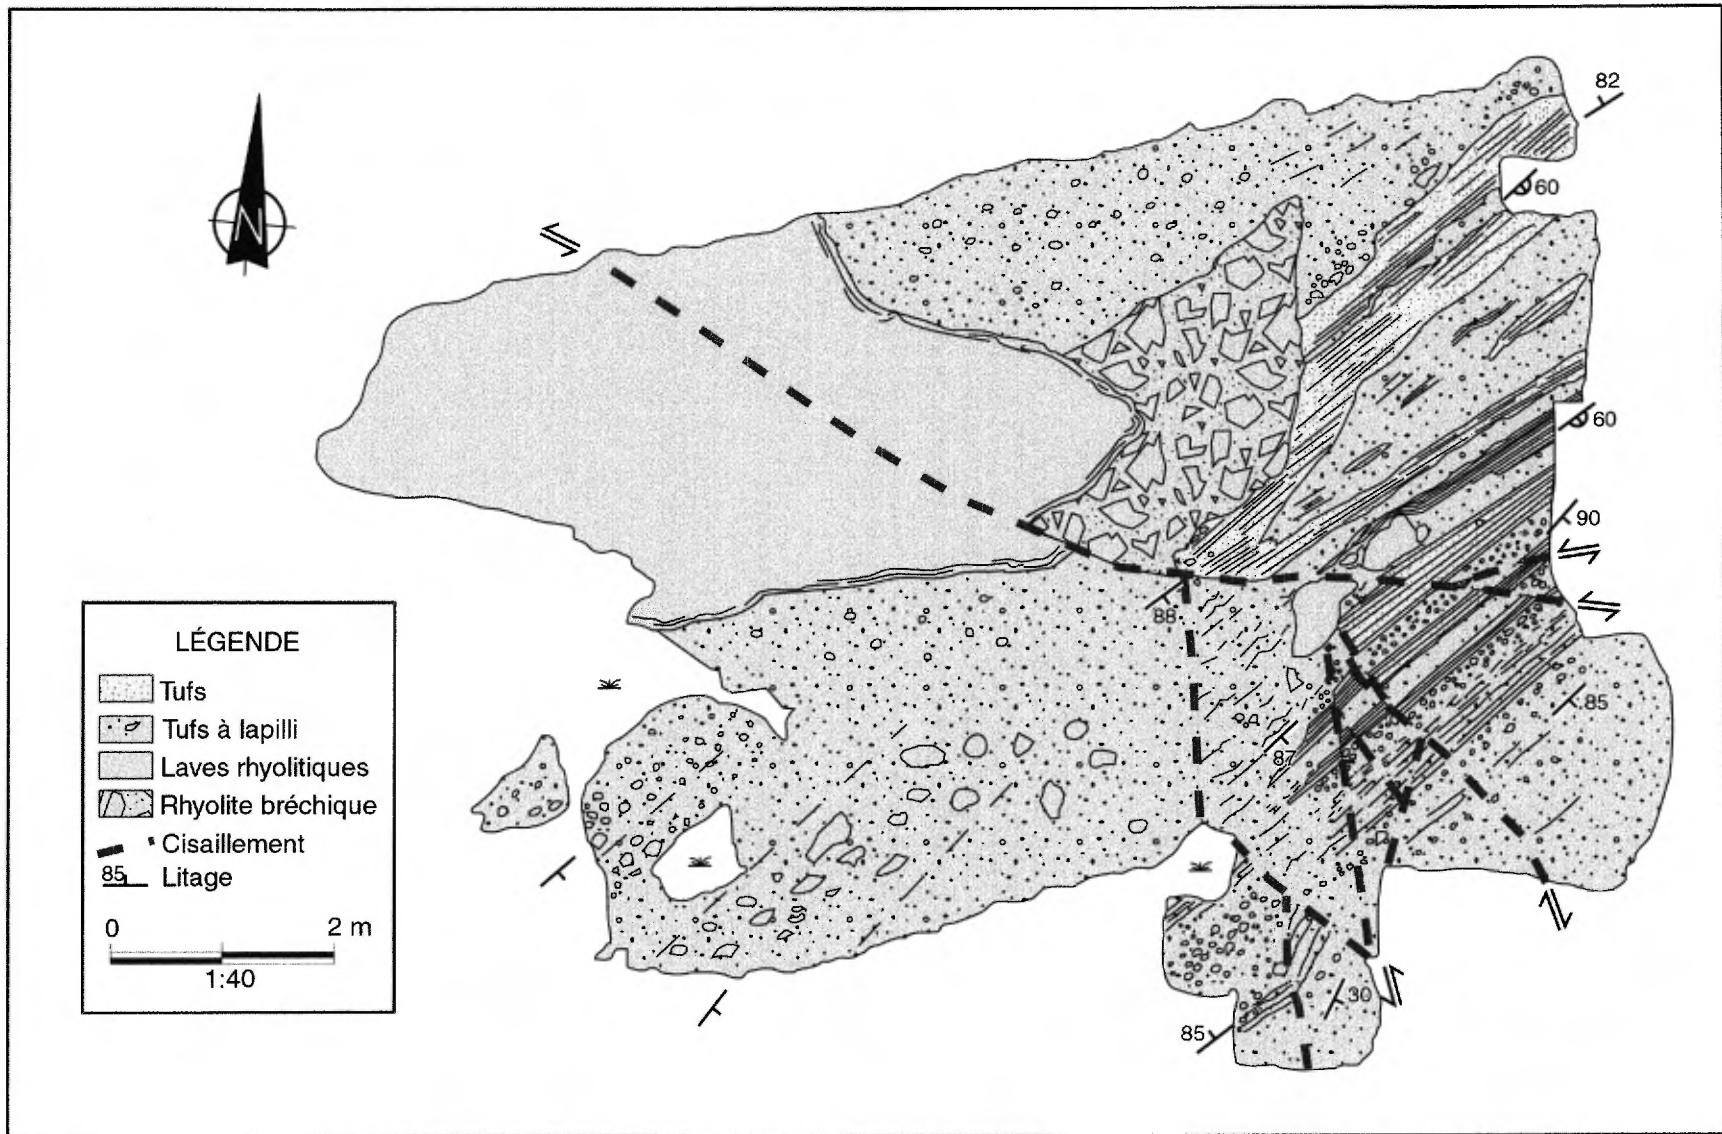 82
60
N
60
90
88
85
87
LÉGENDE
Tufs
Tufs à lapilli
Laves rhyolitiques
Rhyolite bréchique
Cisaillement
85 Litage
0 2 m
1:40
30
85